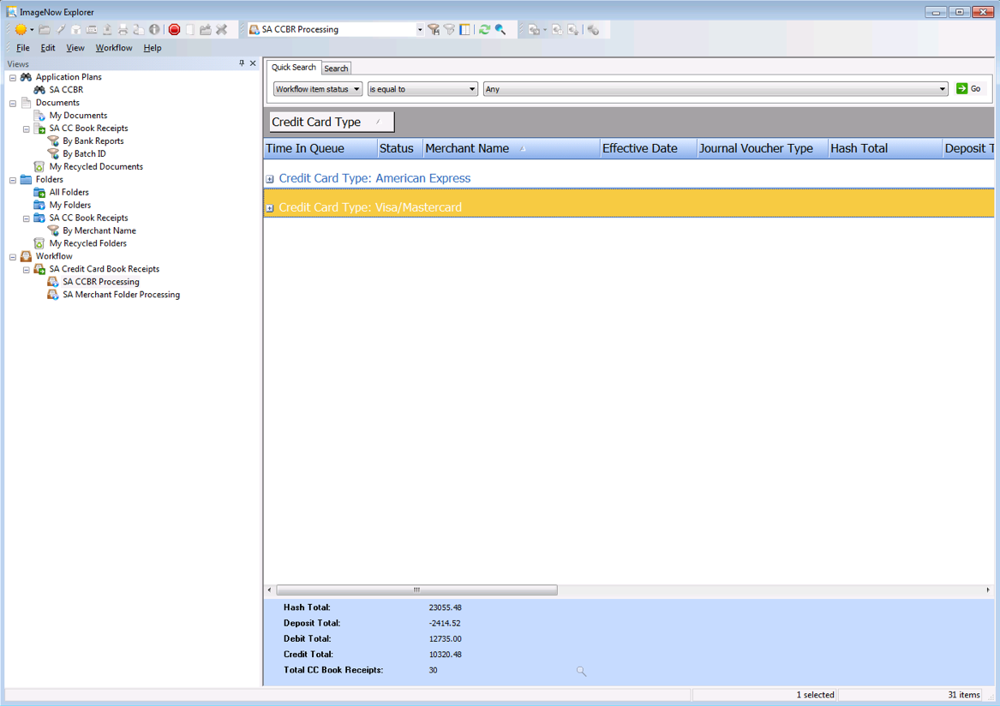 ImageNow Explorer
SA CCBR Processing
File Edit View Workflow Help
Views
Application Plans
SA CCBR
Documents
My Documents
SA CC Book Receipts
By Bank Reports
By Batch ID
My Recycled Documents
Folders
All Folders
My Folders
SA CC Book Receipts
By Merchant Name
My Recycled Folders
Workflow
SA Credit Card Book Receipts
SA CCBR Processing
SA Merchant Folder Processing
Quick Search Search
Workflow item status is equal to Any Go
Credit Card Type
Time In Queue Status Merchant Name Effective Date Journal Voucher Type Hash Total Deposit T
Credit Card Type: American Express
Credit Card Type: Visa/Mastercard
Hash Total: 23055.48
Deposit Total: -2414.52
Debit Total: 12735.00
Credit Total: 10320.48
Total CC Book Receipts: 30
1 selected 31 items